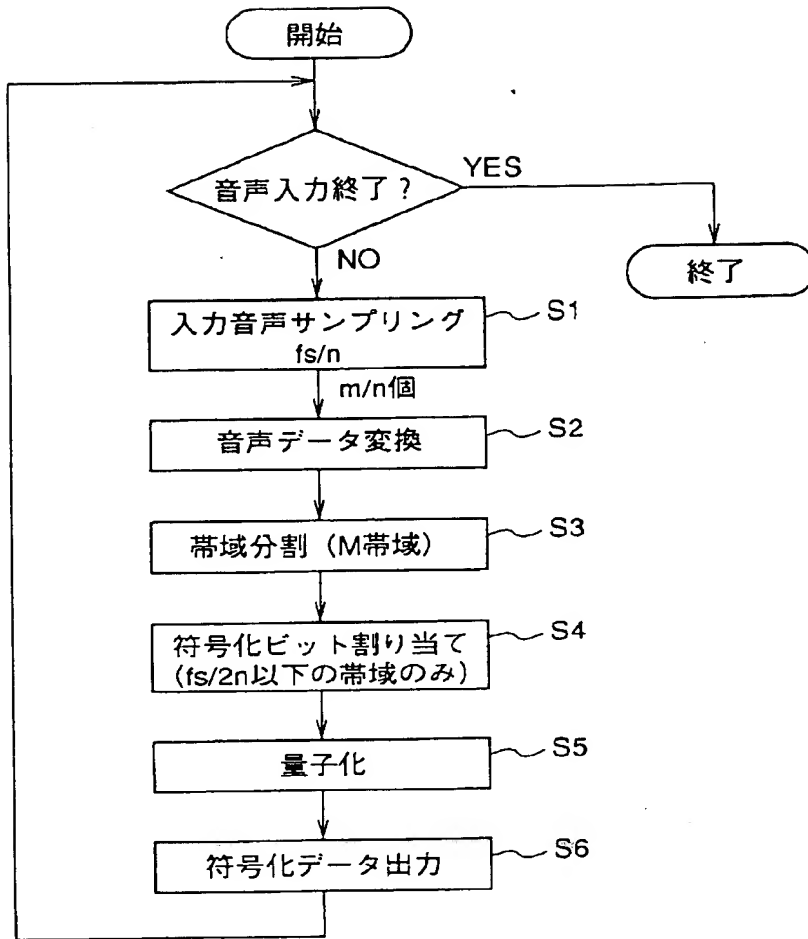 開始
音声入力終了?
YES
NO
終了
入力音声サンプリング
fs/n
S1
m/n個
音声データ変換
S2
帯域分割（M帯域）
S3
符号化ビット割り当て
（fs/2n以下の帯域のみ）
S4
量子化
S5
符号化データ出力
S6